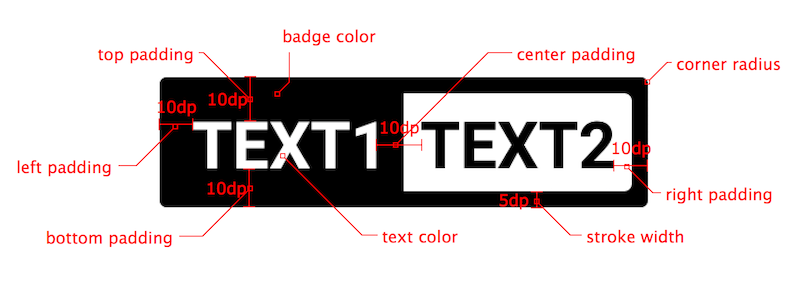 badge color
top padding
center padding
corner radius
10dp
10dp
TEXT1
10dp
TEXT2
10dp
left padding
10dp
right padding
5dp
bottom padding
text color
stroke width